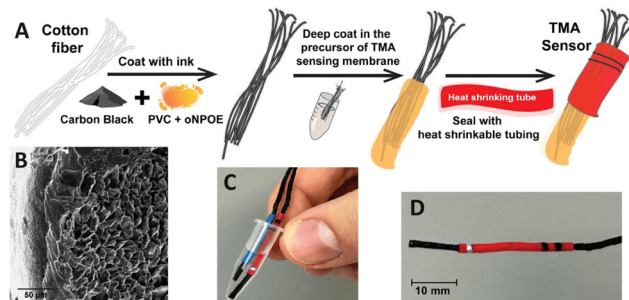 A
Cotton
fiber
Coat with ink
Carbon Black
PVC + oNPOE
Deep coat in the
precursor of TMA
sensing membrane
Heat shrinking tube
Seal with
heat shrinkable tubing
TMA
Sensor
B
50 μm
C
D
10 mm